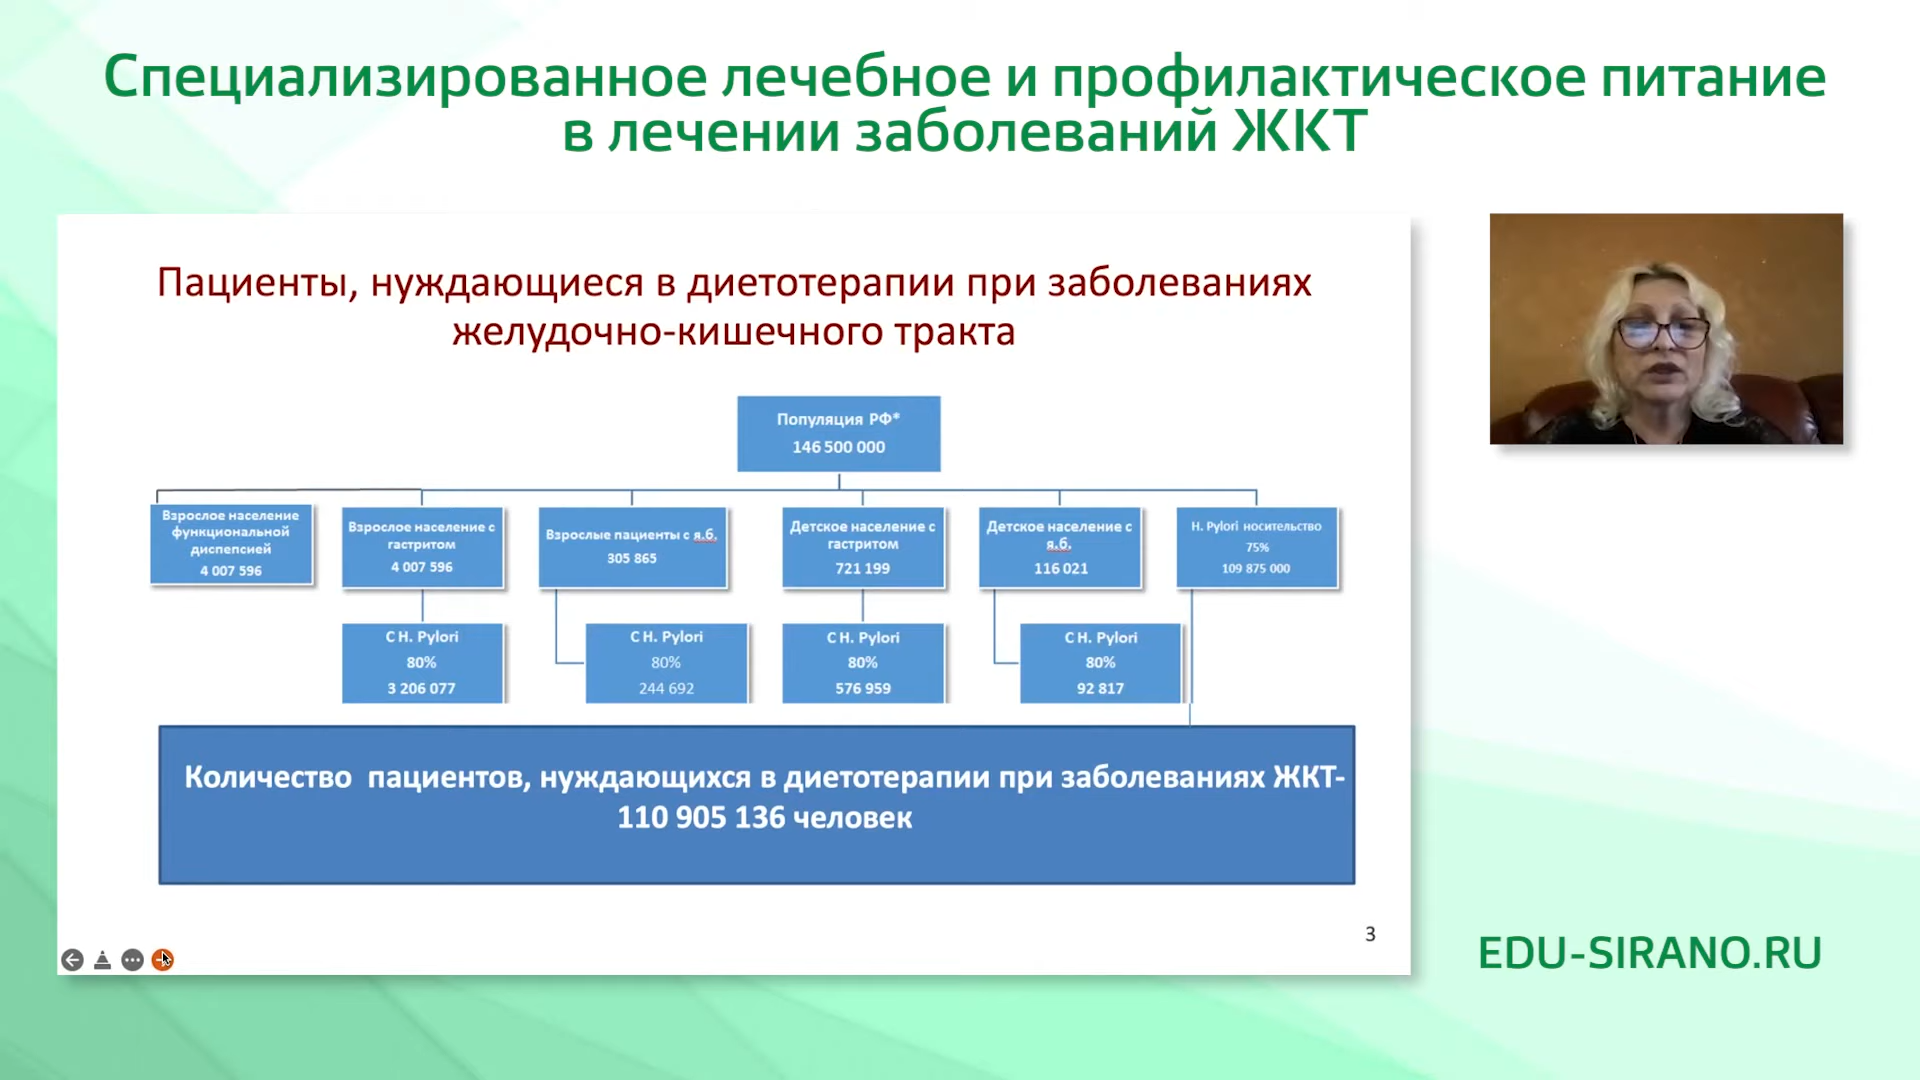 Специализированное лечебное и профилактическое питание
в лечении заболеваний ЖКТ
Пациенты, нуждающиеся в диетотерапии при заболеваниях
желудочно-кишечного тракта
Популяция РФ*
146 500 000
Взрослое население
функциональной
диспепсией
4 007 596
Взрослое население с
гастритом
4 007 596
Взрослые пациенты с я.б.
305 865
Детское население с
гастритом
721 199
Детское население с
я.б.
116 021
H. Pylori носительство
75%
109 875 000
С H. Pylori
80%
3 206 077
С H. Pylori
80%
244 692
С H. Pylori
80%
576 959
С H. Pylori
80%
92 817
Количество пациентов, нуждающихся в диетотерапии при заболеваниях ЖКТ-
110 905 136 человек
3
EDU-SIRANO.RU